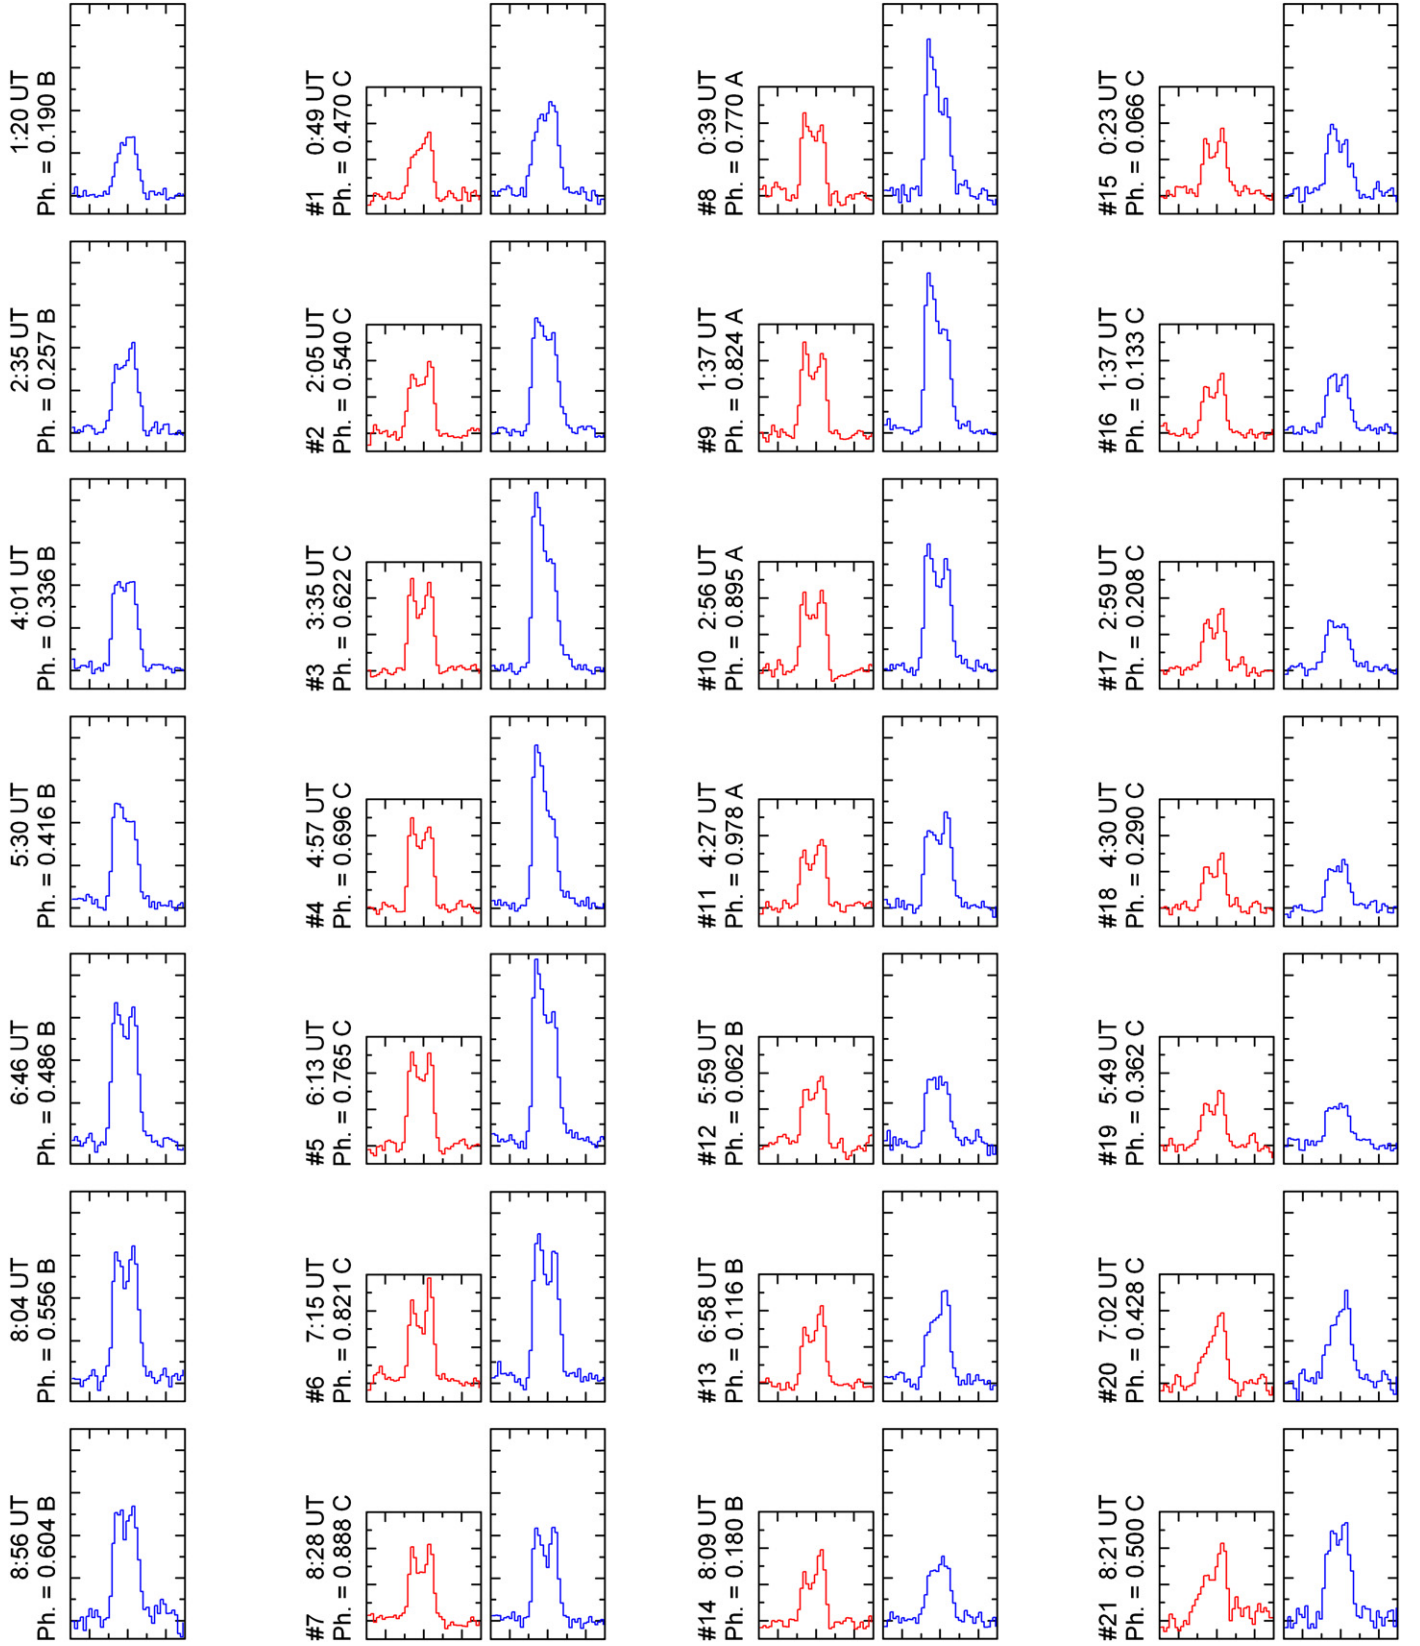 1:20 UT
Ph. = 0.190 B
2:35 UT
Ph. = 0.257 B
4:01 UT
Ph. = 0.336 B
5:30 UT
Ph. = 0.416 B
6:46 UT
Ph. = 0.486 B
8:04 UT
Ph. = 0.556 B
8:56 UT
Ph. = 0.604 B
#1 0:49 UT
Ph. = 0.470 C
#2 2:05 UT
Ph. = 0.540 C
#3 3:35 UT
Ph. = 0.622 C
#4 4:57 UT
Ph. = 0.696 C
#5 6:13 UT
Ph. = 0.765 C
#6 7:15 UT
Ph. = 0.821 C
#7 8:28 UT
Ph. = 0.888 C
#8 0:39 UT
Ph. = 0.770 A
#9 1:37 UT
Ph. = 0.824 A
#10 2:56 UT
Ph. = 0.895 A
#11 4:27 UT
Ph. = 0.978 A
#12 5:59 UT
Ph. = 0.062 B
#13 6:58 UT
Ph. = 0.116 B
#14 8:09 UT
Ph. = 0.180 B
#15 0:23 UT
Ph. = 0.066 C
#16 1:37 UT
Ph. = 0.133 C
#17 2:59 UT
Ph. = 0.208 C
#18 4:30 UT
Ph. = 0.290 C
#19 5:49 UT
Ph. = 0.362 C
#20 7:02 UT
Ph. = 0.428 C
#21 8:21 UT
Ph. = 0.500 C